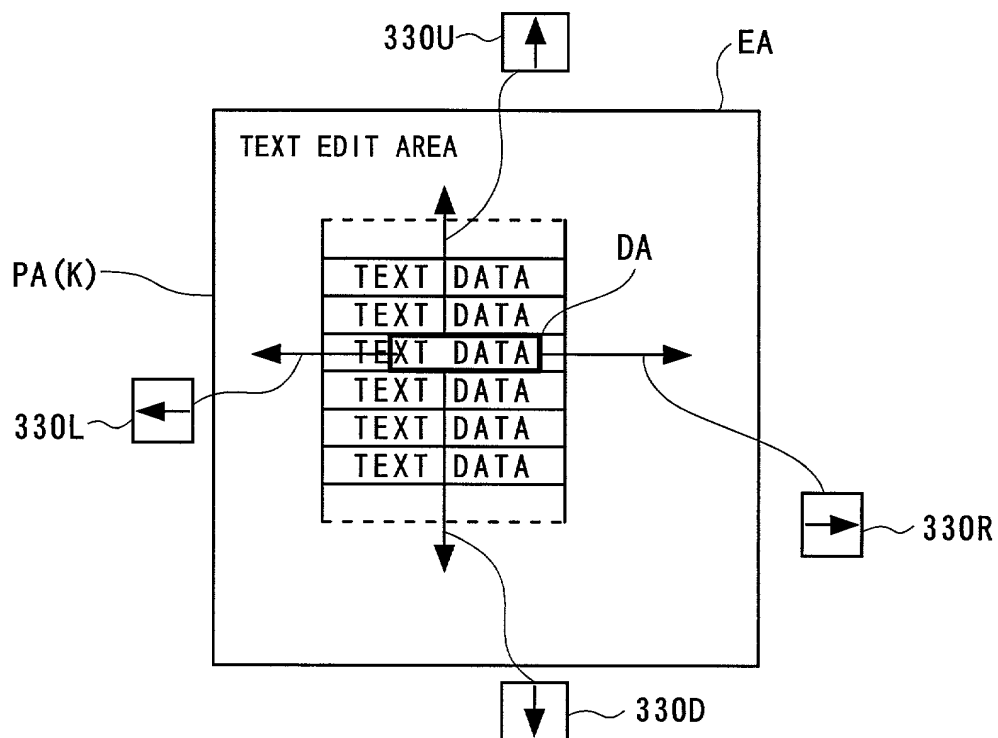 330U
EA
TEXT EDIT AREA
DA
PA(K)
TEXT DATA
TEXT DATA
TEXT DATA
TEXT DATA
TEXT DATA
TEXT DATA
330L
330R
330D